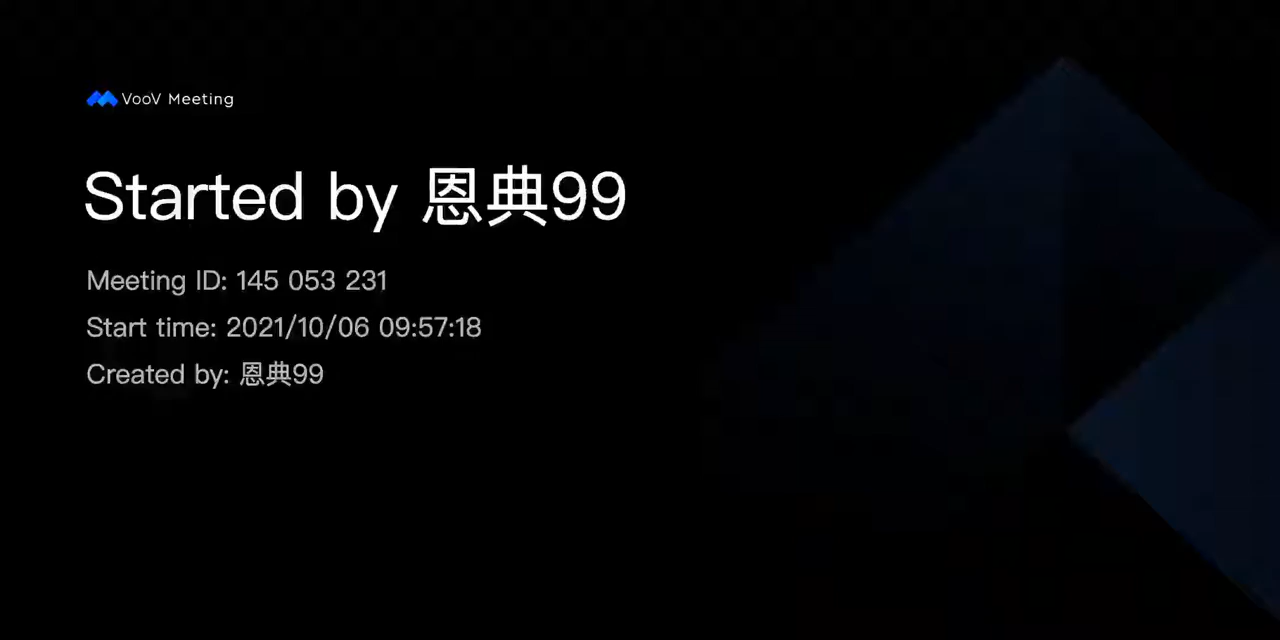 VooV Meeting
Started by 恩典99
Meeting ID: 145 053 231
Start time: 2021/10/06 09:57:18
Created by: 恩典99